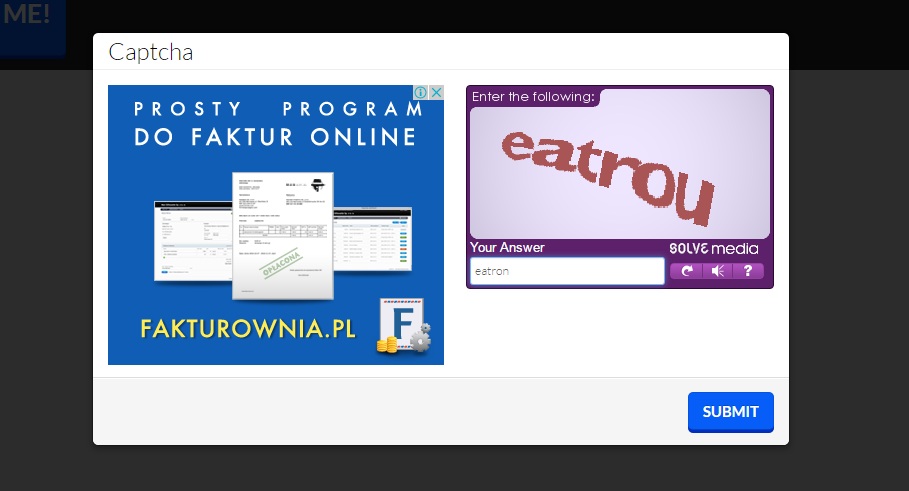 ME!
Captcha
PROSTY PROGRAM
DO FAKTUR ONLINE
OPŁACONA
F
FAKTUROWNIA.PL
Enter the following:
eatrou
Your Answer
SOLVE media
eatron
?
SUBMIT